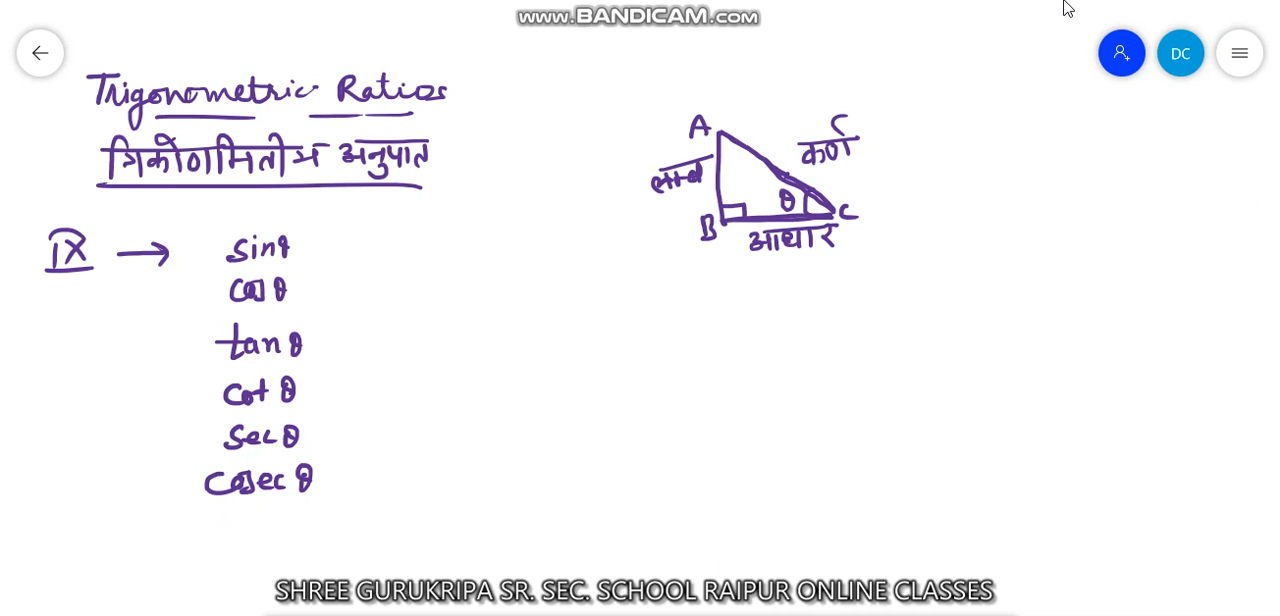 www.BANDICAM.com
DC
Trigonometric Ratios
त्रिकोणमितीय अनुपात
IX → sinθ
cosθ
tanθ
cotθ
secθ
cosecθ
A
लम्ब
कर्ण
θ
B
C
आधार
SHREE GURUKRIPA SR. SEC. SCHOOL RAIPUR ONLINE CLASSES